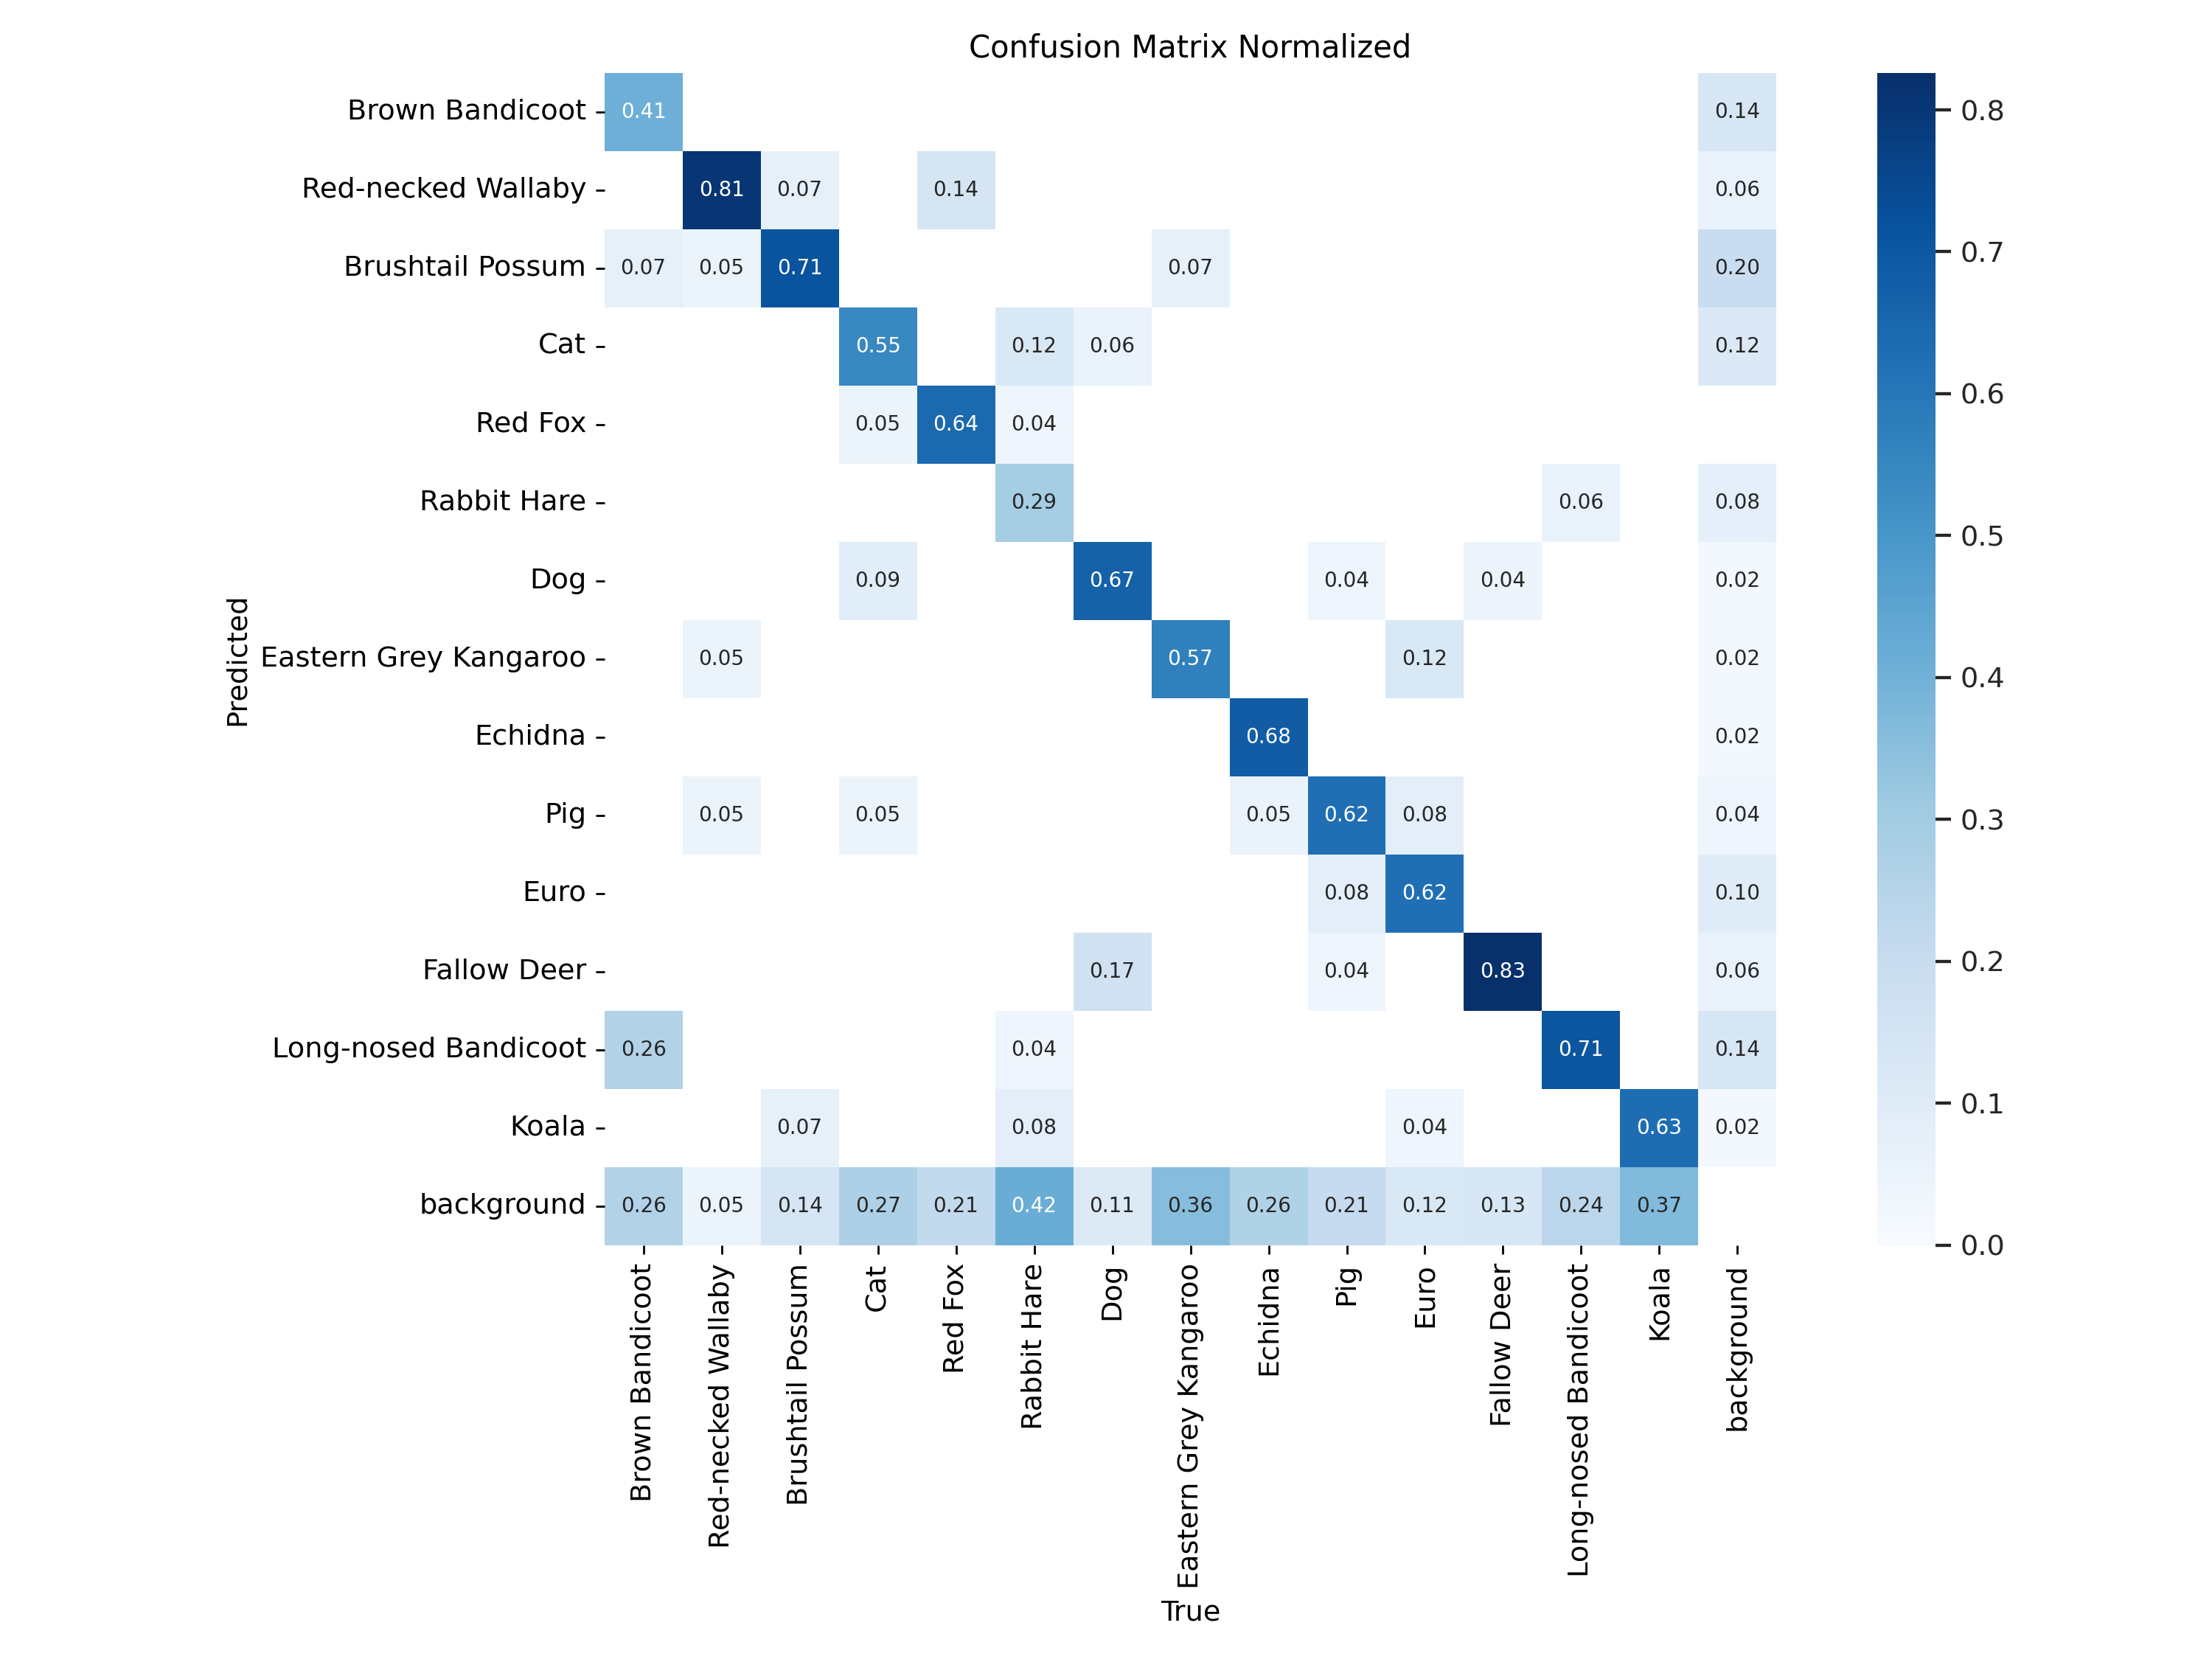 Confusion Matrix Normalized
Brown Bandicoot 0.41 0.14
Red-necked Wallaby 0.81 0.07 0.14 0.06
Brushtail Possum 0.07 0.05 0.71 0.07 0.20
Cat 0.55 0.12 0.06 0.12
Red Fox 0.05 0.64 0.04
Rabbit Hare 0.29 0.06 0.08
Dog 0.09 0.67 0.04 0.04 0.02
Eastern Grey Kangaroo 0.05 0.57 0.12 0.02
Echidna 0.68 0.02
Pig 0.05 0.05 0.05 0.62 0.08 0.04
Euro 0.08 0.62 0.10
Fallow Deer 0.17 0.04 0.83 0.06
Long-nosed Bandicoot 0.26 0.04 0.71 0.14
Koala 0.07 0.08 0.04 0.63 0.02
background 0.26 0.05 0.14 0.27 0.21 0.42 0.11 0.36 0.26 0.21 0.12 0.13 0.24 0.37
Predicted
Brown Bandicoot
Red-necked Wallaby
Brushtail Possum
Cat
Red Fox
Rabbit Hare
Dog
Eastern Grey Kangaroo
Echidna
Pig
Euro
Fallow Deer
Long-nosed Bandicoot
Koala
background
True
0.8
0.7
0.6
0.5
0.4
0.3
0.2
0.1
0.0